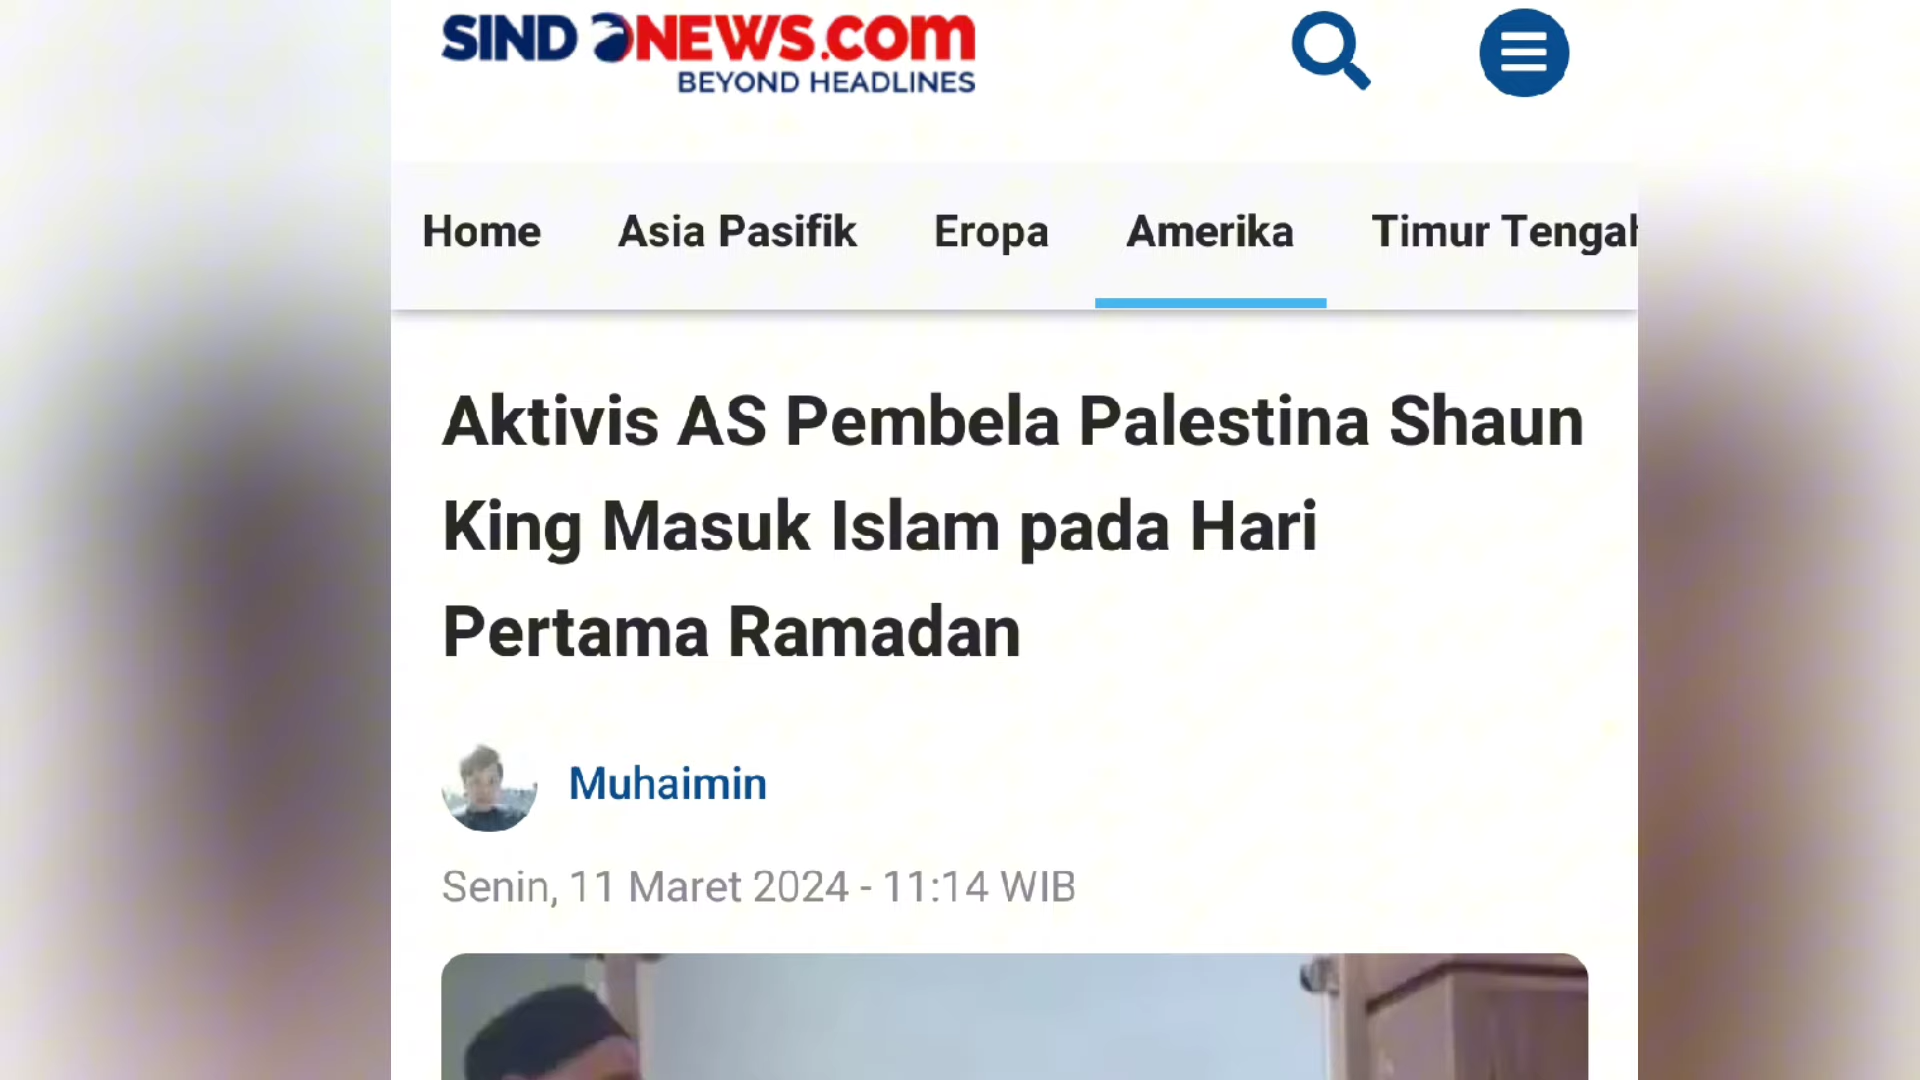 SINDONEWS.com
BEYOND HEADLINES
Home Asia Pasifik Eropa Amerika Timur Tengah
Aktivis AS Pembela Palestina Shaun
King Masuk Islam pada Hari
Pertama Ramadan
Muhaimin
Senin, 11 Maret 2024 - 11:14 WIB